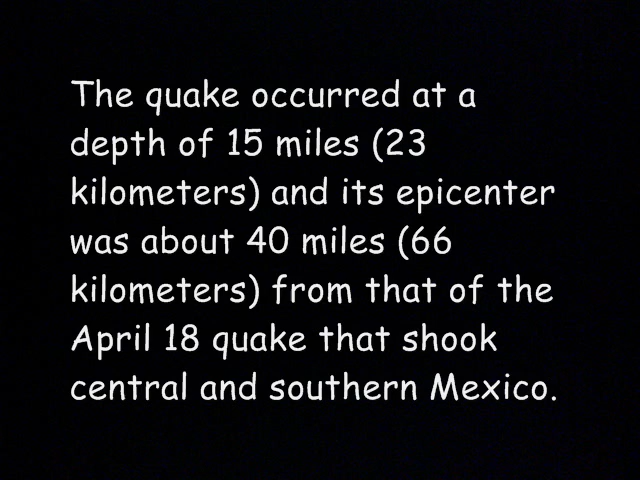 The quake occurred at a
depth of 15 miles (23
kilometers) and its epicenter
was about 40 miles (66
kilometers) from that of the
April 18 quake that shook
central and southern Mexico.